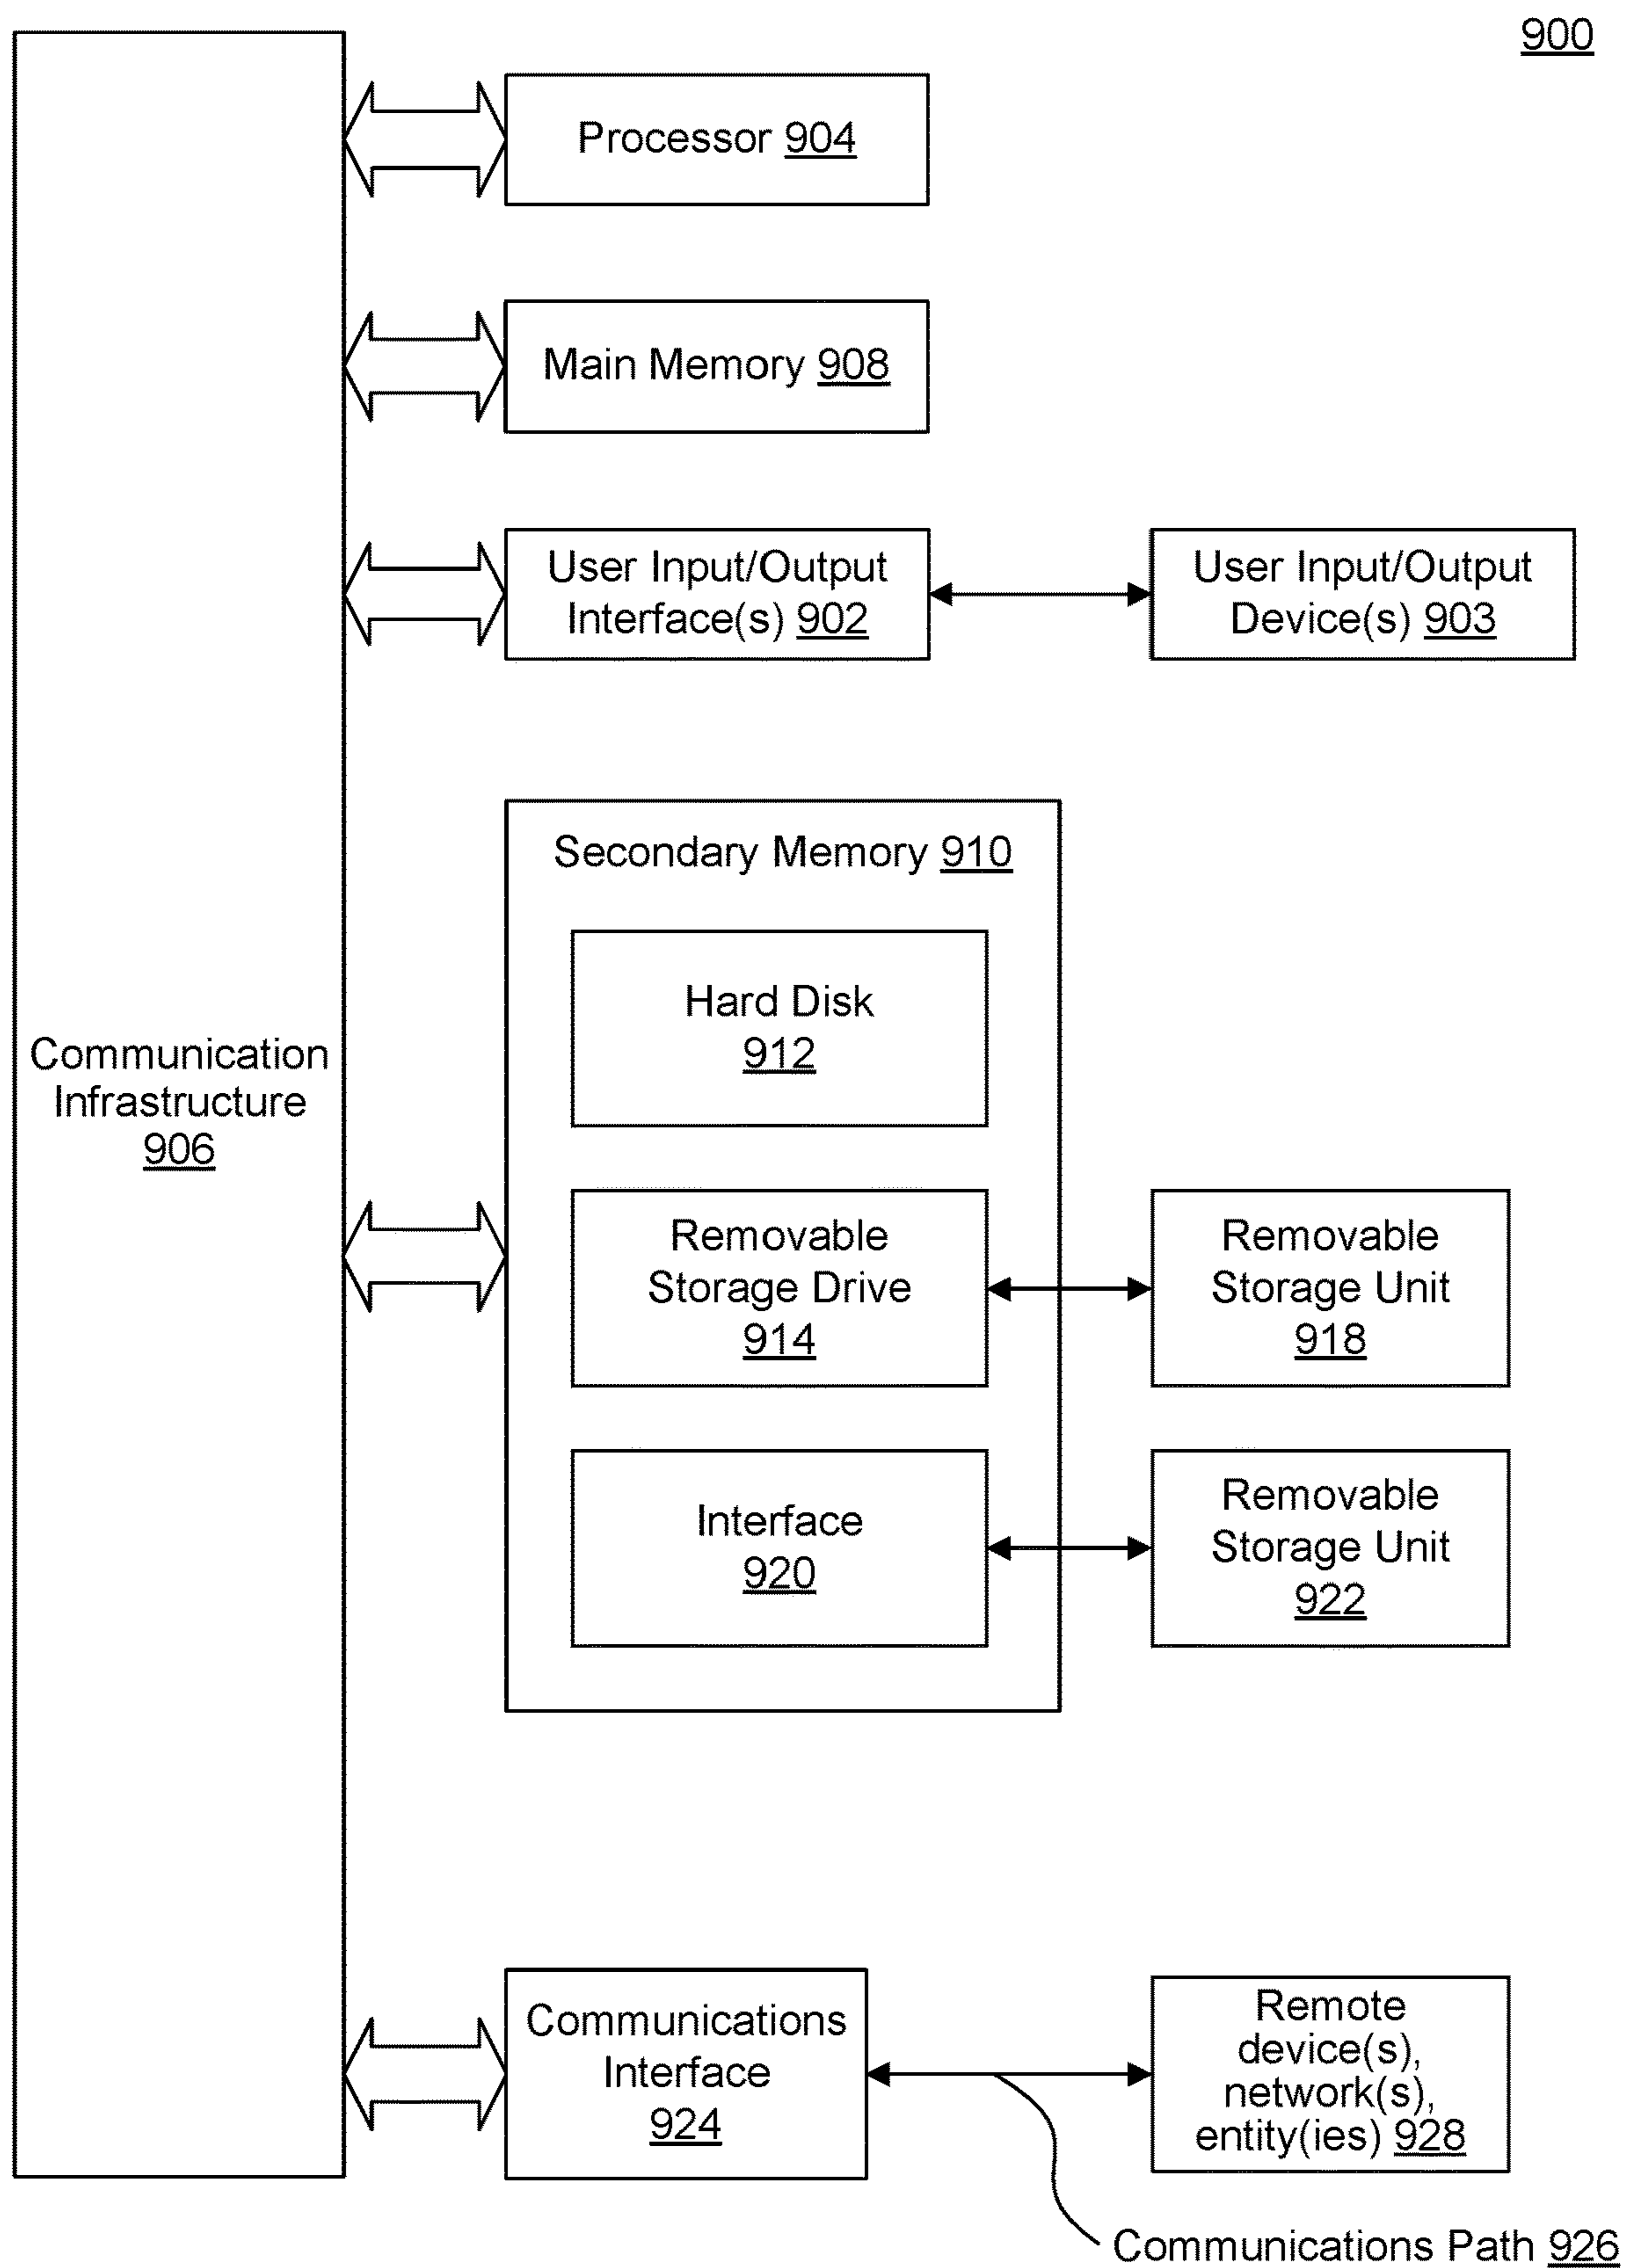 900
Processor 904
Main Memory 908
User Input/Output
Interface(s) 902
User Input/Output
Device(s) 903
Secondary Memory 910
Hard Disk
912
Communication
Infrastructure
906
Removable
Storage Drive
914
Removable
Storage Unit
918
Interface
920
Removable
Storage Unit
922
Communications
Interface
924
Remote
device(s),
network(s),
entity(ies) 928
Communications Path 926